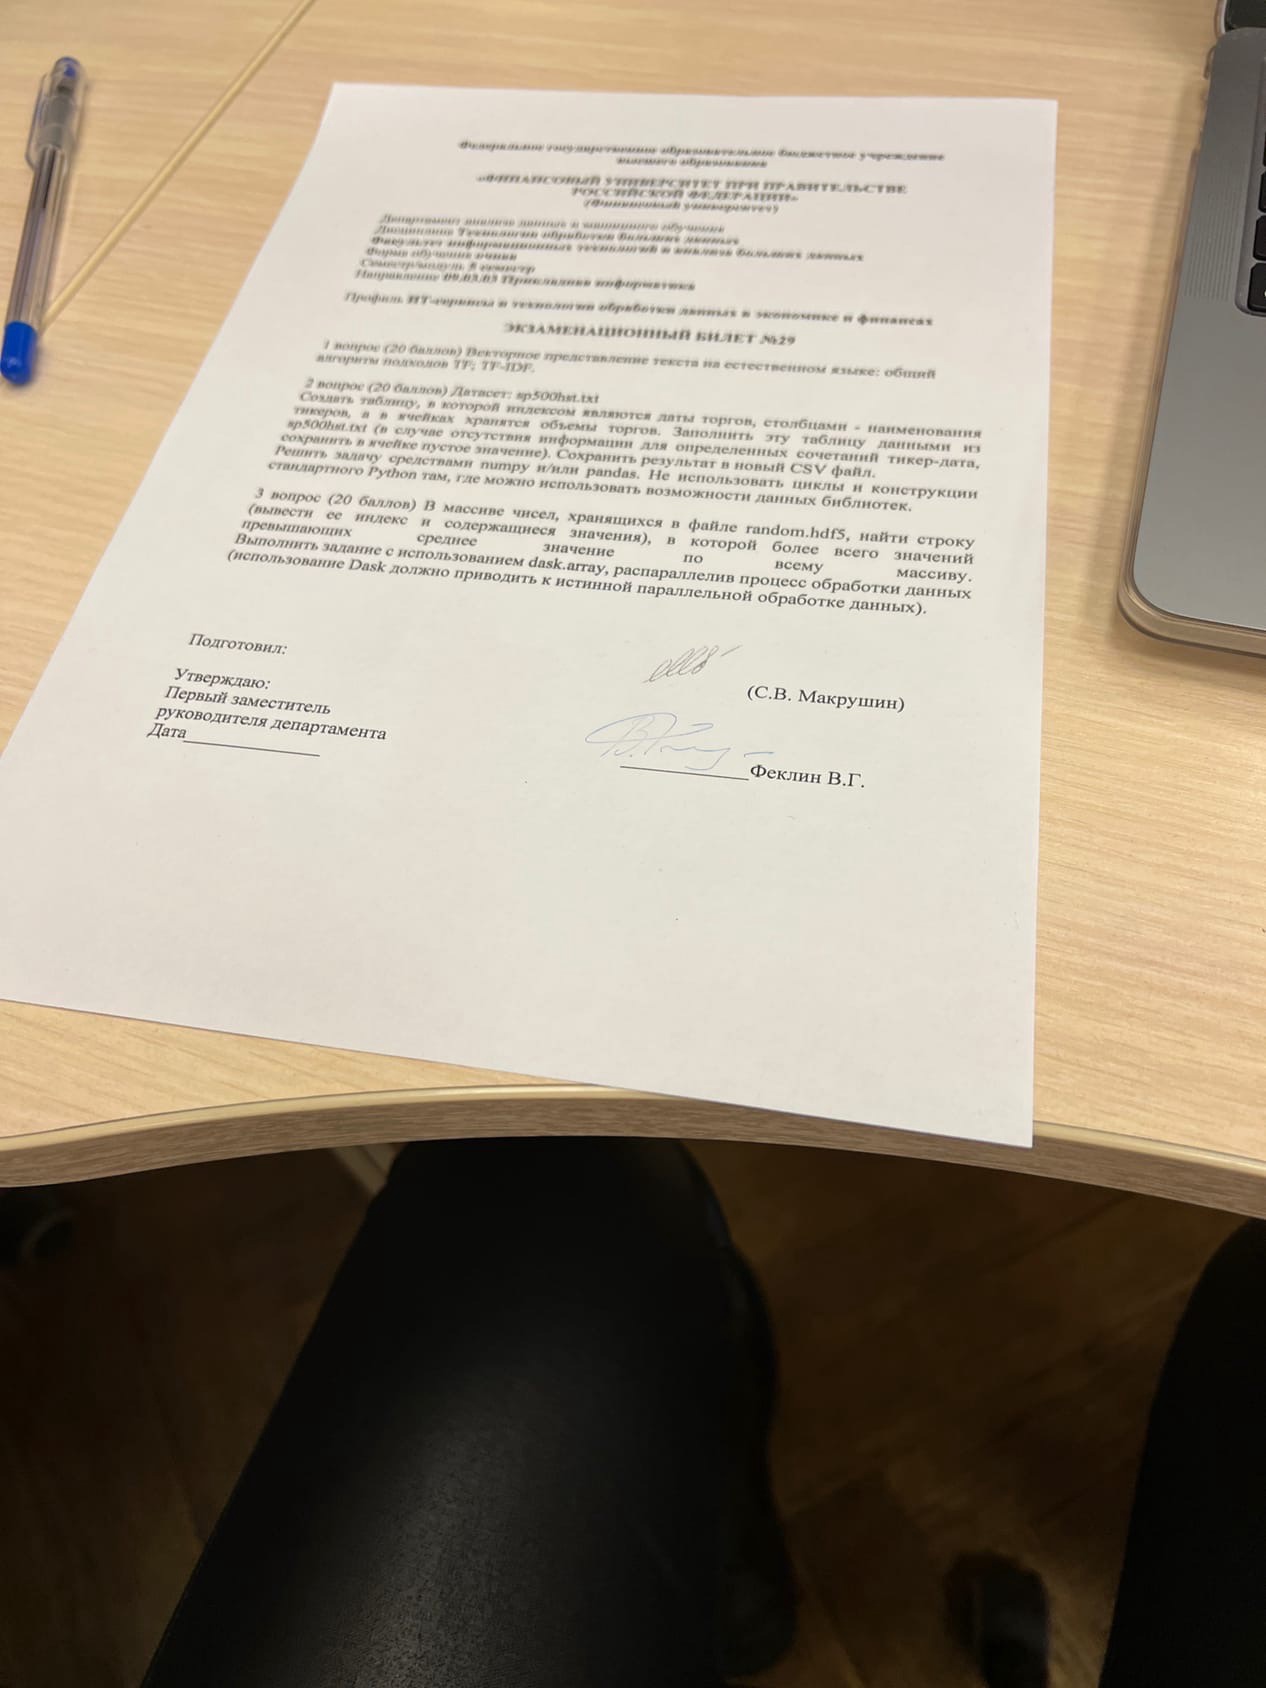 Федеральное государственное образовательное бюджетное учреждение
высшего образования
«ФИНАНСОВЫЙ УНИВЕРСИТЕТ ПРИ ПРАВИТЕЛЬСТВЕ
РОССИЙСКОЙ ФЕДЕРАЦИИ»
(Финансовый университет)
Департамент анализа данных и машинного обучения
Дисциплина Технологии обработки больших данных
Факультет информационных технологий и анализа больших данных
Форма обучения очная
Семестр/модуль 5 семестр
Направление 09.03.03 Прикладная информатика
Профиль ИТ-сервисы и технологии обработки данных в экономике и финансах
ЭКЗАМЕНАЦИОННЫЙ БИЛЕТ №29
1 вопрос (20 баллов) Векторное представление текста на естественном языке: общий
алгоритм подходов TF; TF-IDF.
2 вопрос (20 баллов) Датасет: sp500hst.txt
Создать таблицу, в которой индексом являются даты торгов, столбцами - наименования
тикеров, а в ячейках хранятся объемы торгов. Заполнить эту таблицу данными из
sp500hst.txt (в случае отсутствия информации для определенных сочетаний тикер-дата,
сохранить в ячейке пустое значение). Сохранить результат в новый CSV файл.
Решить задачу средствами numpy и/или pandas. Не использовать циклы и конструкции
стандартного Python там, где можно использовать возможности данных библиотек.
3 вопрос (20 баллов) В массиве чисел, хранящихся в файле random.hdf5, найти строку
(вывести ее индекс и содержащиеся значения), в которой более всего значений
превышающих среднее значение по всему массиву.
Выполнить задание с использованием dask.array, распараллелив процесс обработки данных
(использование Dask должно приводить к истинной параллельной обработке данных).
Подготовил:
(С.В. Макрушин)
Утверждаю:
Первый заместитель
руководителя департамента
Дата______________
____________Феклин В.Г.